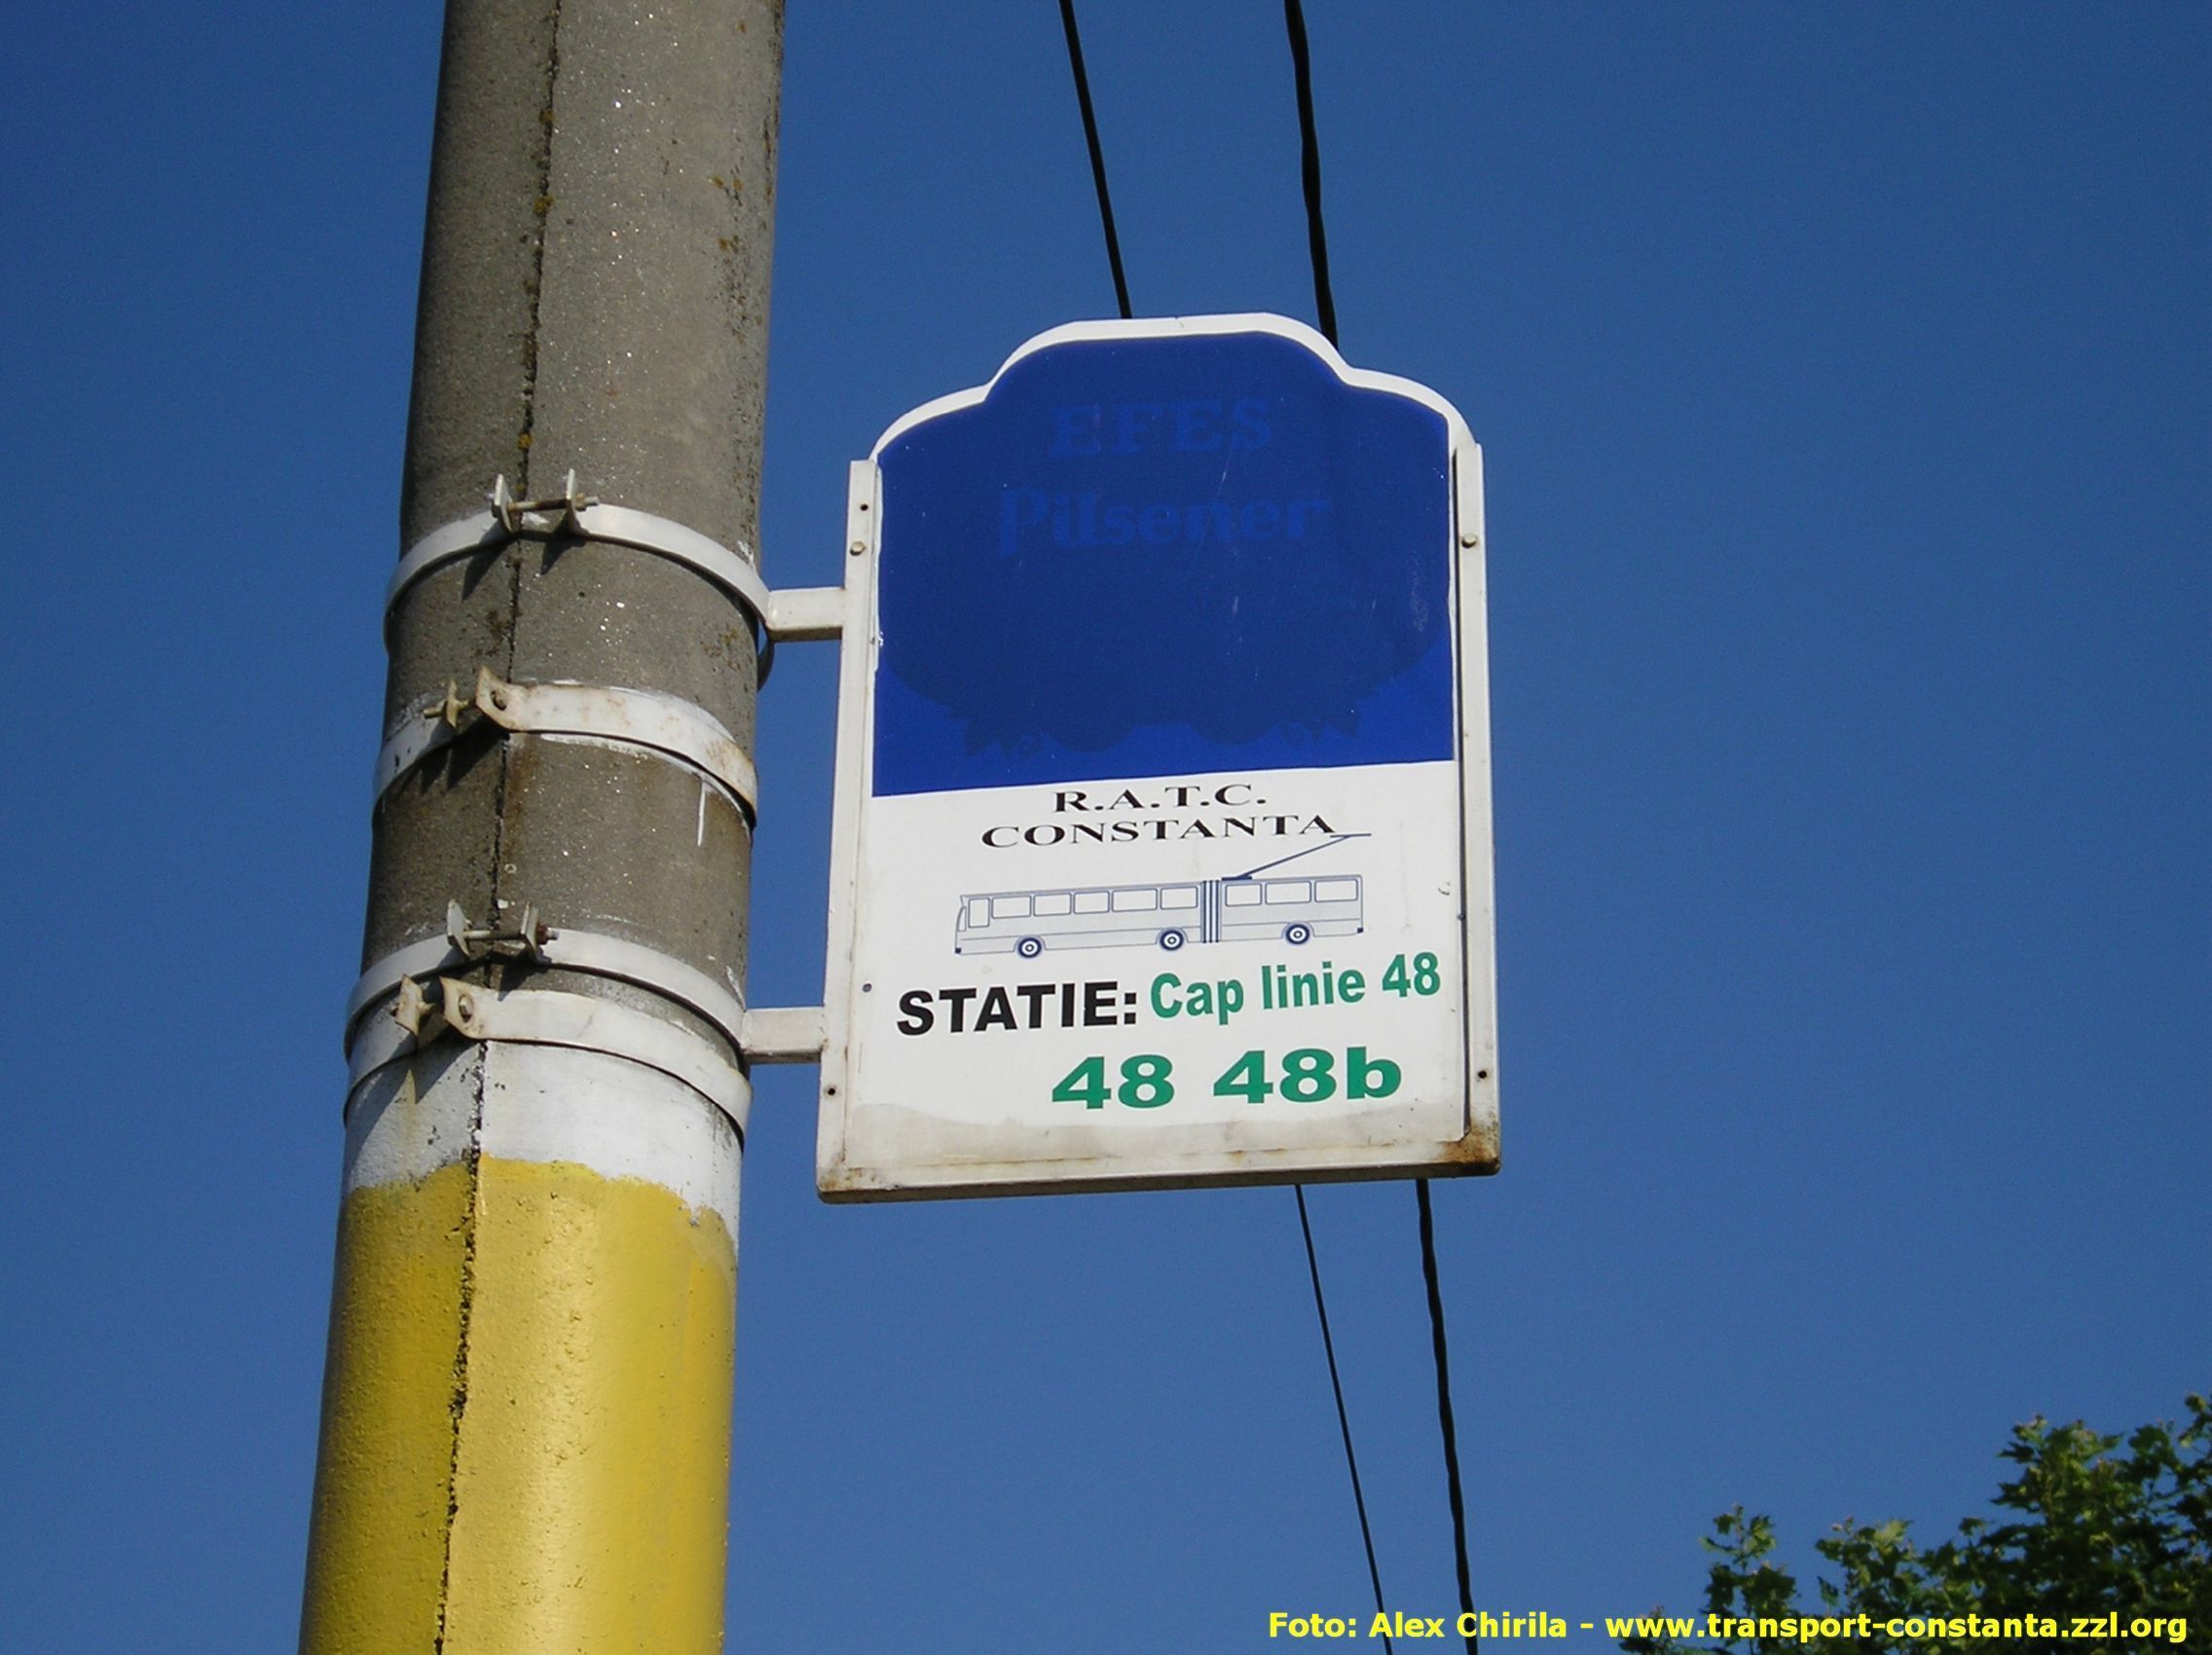 EFES
Pilsener
R.A.T.C.
CONSTANTA
STATIE: Cap linie 48
48 48b
Foto: Alex Chirila - www.transport-constanta.zzl.org